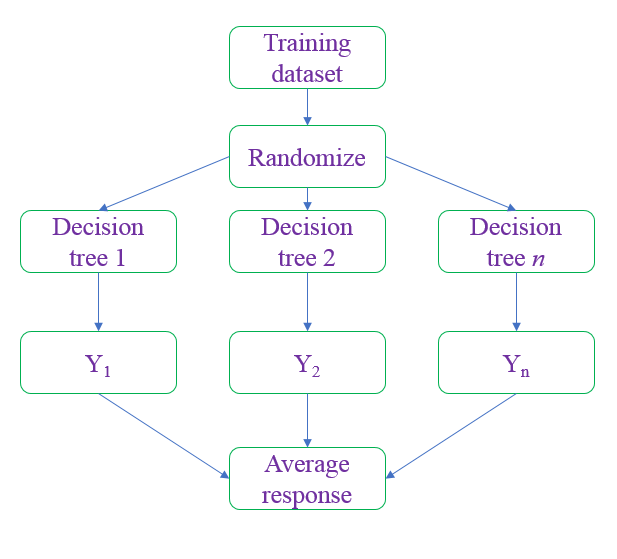 Training
dataset
Randomize
Decision
tree 1
Decision
tree 2
Decision
tree n
Y₁
Y₂
Yₙ
Average
response